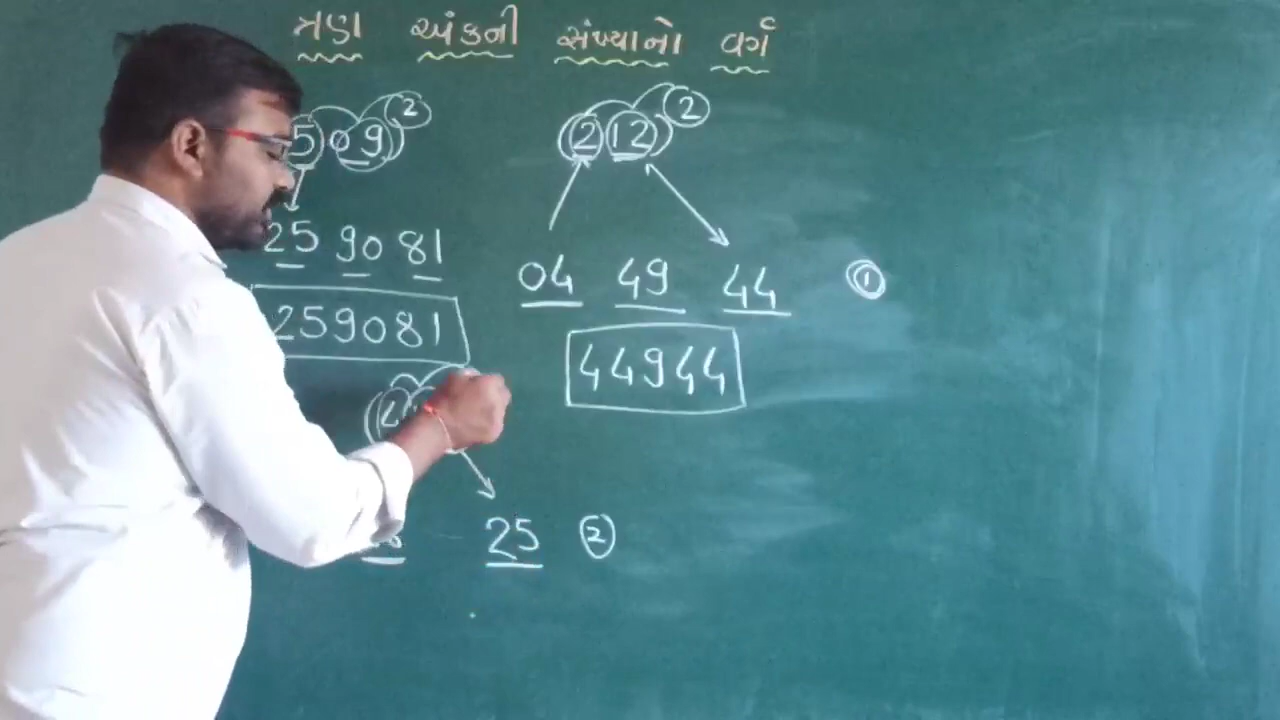 ત્રણ અંકની સંખ્યાનો વર્ગ
(509)²
(212)²
25 90 81
04 49 44 ①
259081
44944
25 ②